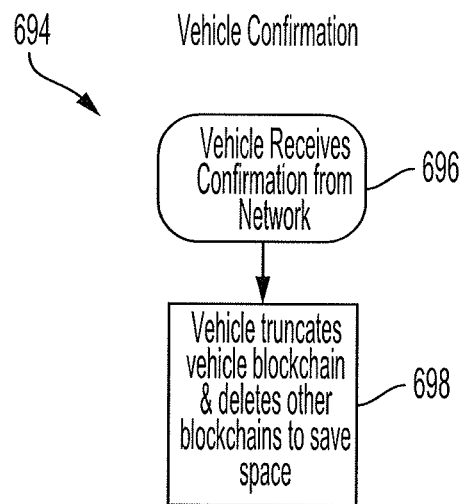 694
Vehicle Confirmation
Vehicle Receives
Confirmation from
Network
696
Vehicle truncates
vehicle blockchain
& deletes other
blockchains to save
space
698